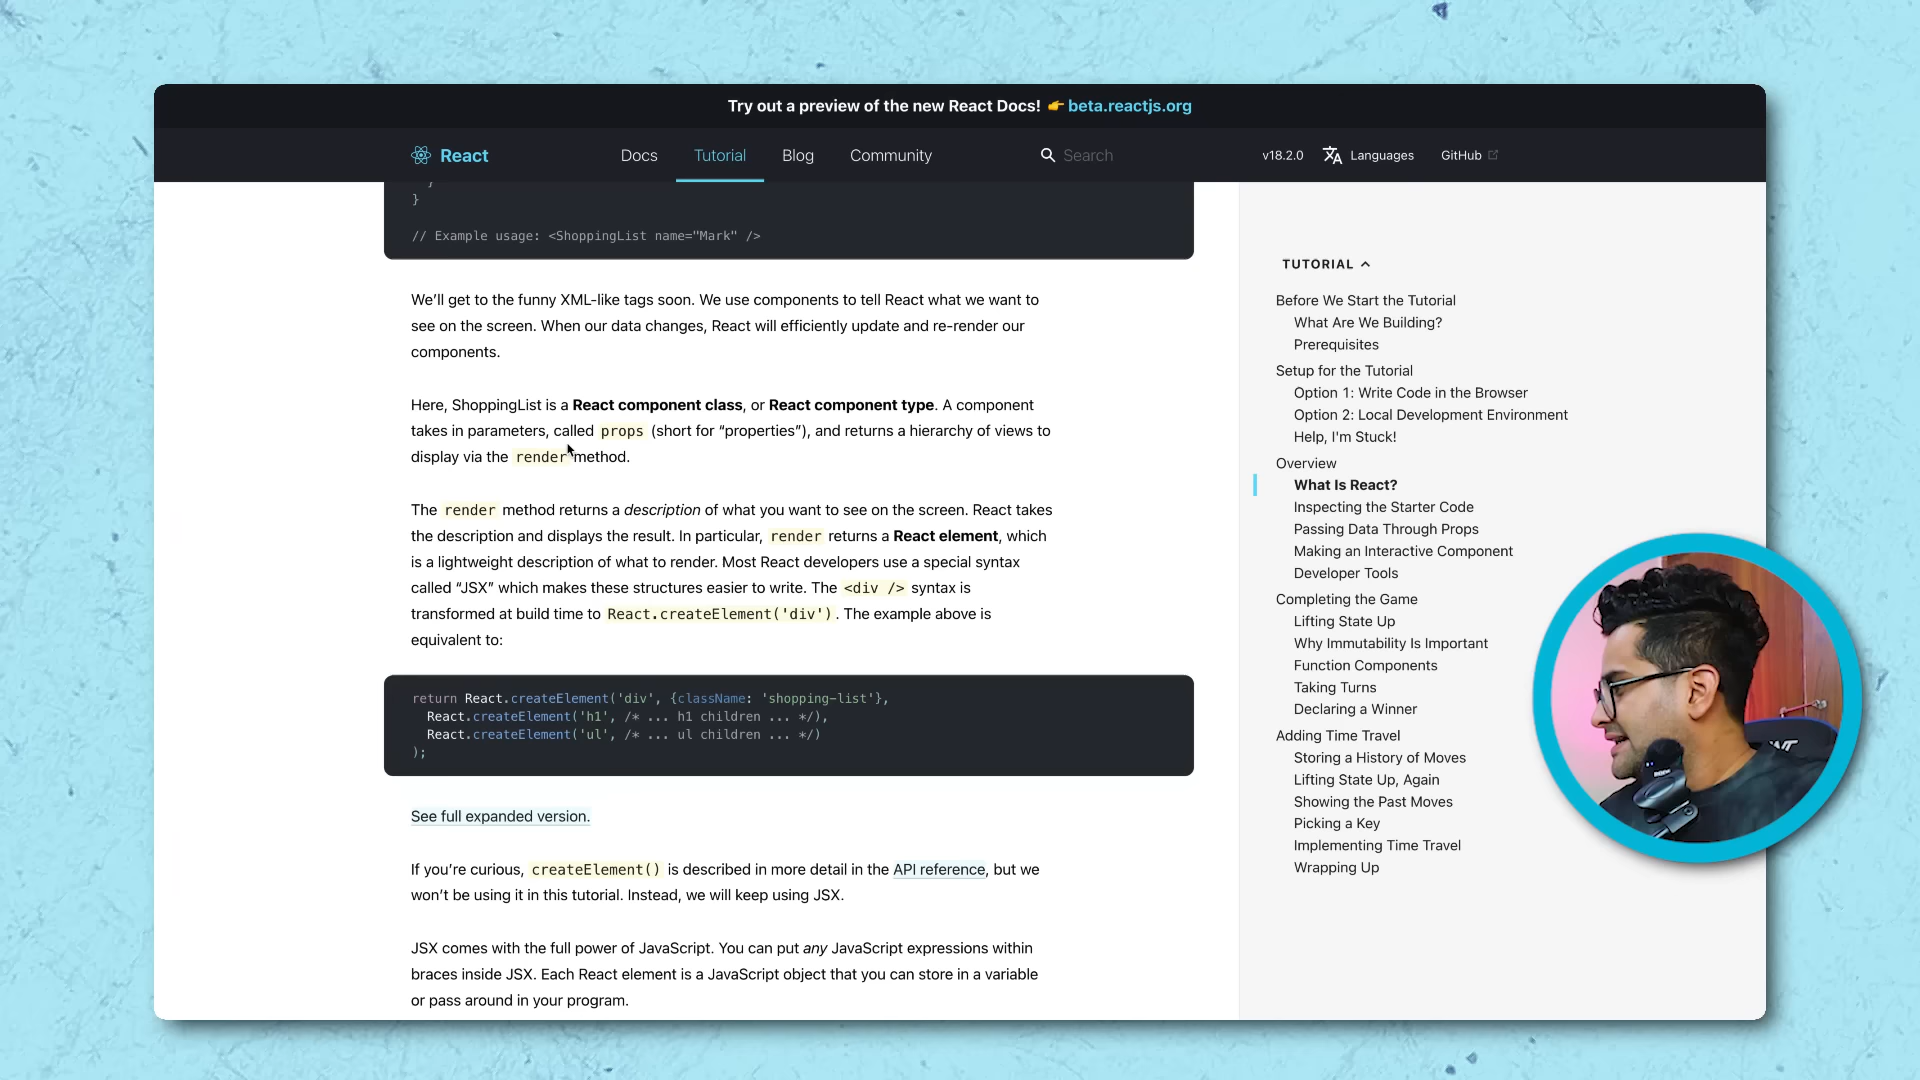 Try out a preview of the new React Docs! 👉 beta.reactjs.org
React
Docs
Tutorial
Blog
Community
Search
v18.2.0
Languages
GitHub
}
}
// Example usage: <ShoppingList name="Mark" />
We’ll get to the funny XML-like tags soon. We use components to tell React what we want to
see on the screen. When our data changes, React will efficiently update and re-render our
components.
Here, ShoppingList is a React component class, or React component type. A component
takes in parameters, called props (short for “properties”), and returns a hierarchy of views to
display via the render method.
The render method returns a description of what you want to see on the screen. React takes
the description and displays the result. In particular, render returns a React element, which
is a lightweight description of what to render. Most React developers use a special syntax
called “JSX” which makes these structures easier to write. The <div /> syntax is
transformed at build time to React.createElement('div'). The example above is
equivalent to:
return React.createElement('div', {className: 'shopping-list'},
React.createElement('h1', /* ... h1 children ... */),
React.createElement('ul', /* ... ul children ... */)
);
See full expanded version.
If you’re curious, createElement() is described in more detail in the API reference, but we
won’t be using it in this tutorial. Instead, we will keep using JSX.
JSX comes with the full power of JavaScript. You can put any JavaScript expressions within
braces inside JSX. Each React element is a JavaScript object that you can store in a variable
or pass around in your program.
TUTORIAL
Before We Start the Tutorial
What Are We Building?
Prerequisites
Setup for the Tutorial
Option 1: Write Code in the Browser
Option 2: Local Development Environment
Help, I'm Stuck!
Overview
What Is React?
Inspecting the Starter Code
Passing Data Through Props
Making an Interactive Component
Developer Tools
Completing the Game
Lifting State Up
Why Immutability Is Important
Function Components
Taking Turns
Declaring a Winner
Adding Time Travel
Storing a History of Moves
Lifting State Up, Again
Showing the Past Moves
Picking a Key
Implementing Time Travel
Wrapping Up